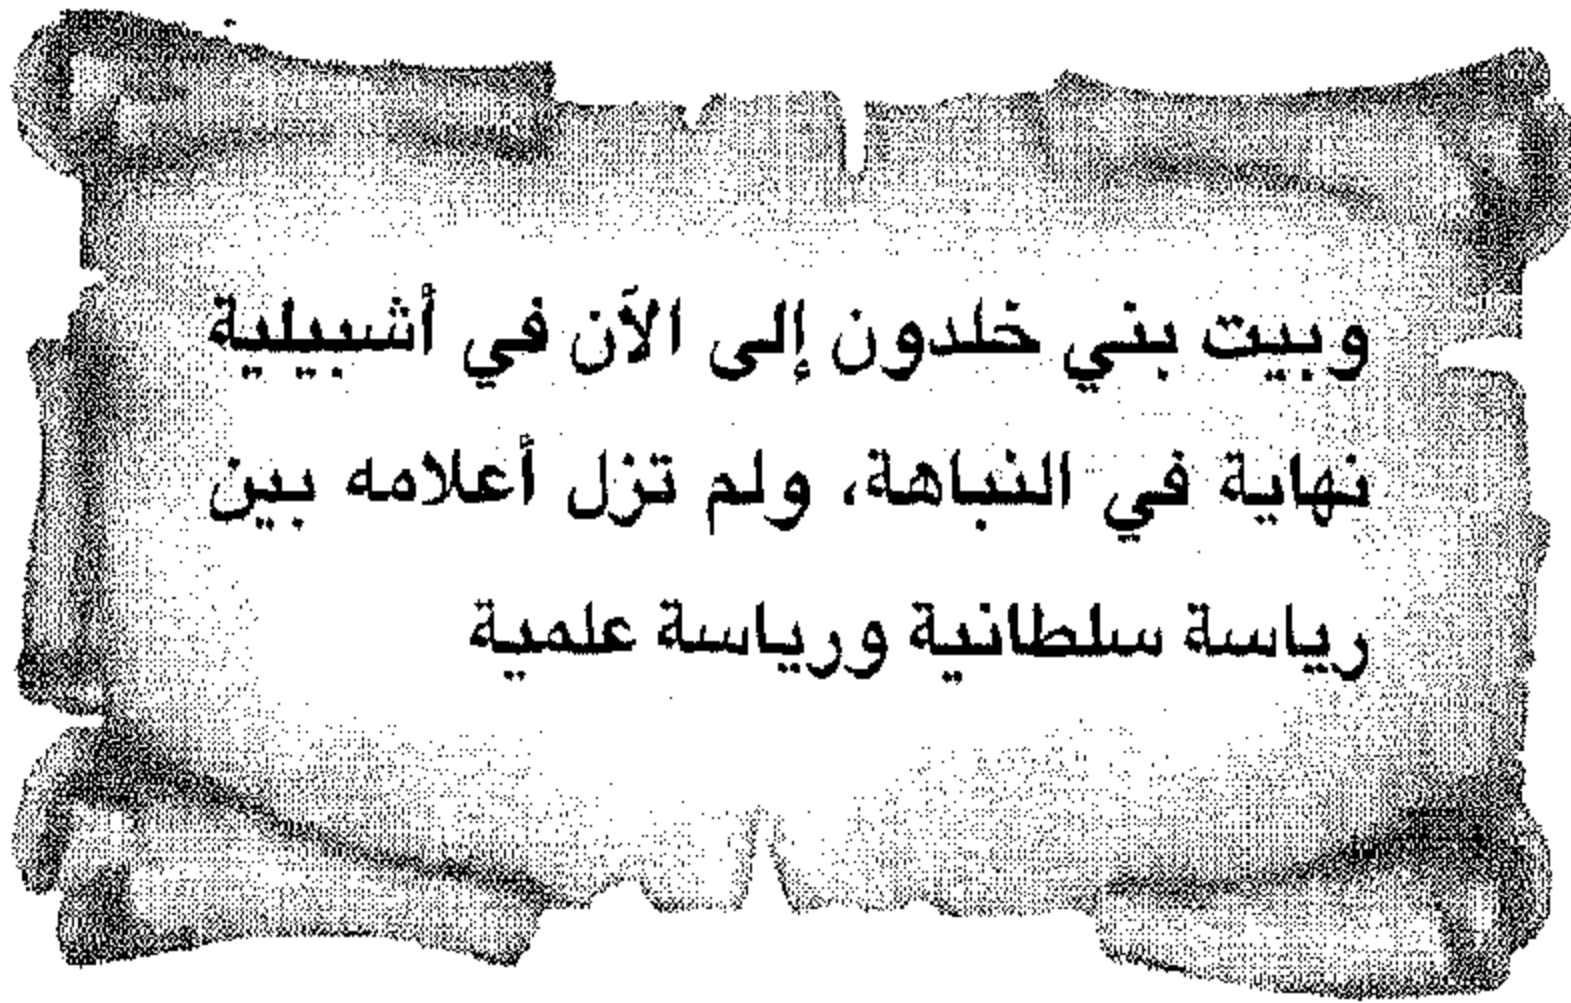 وبيت بني خلدون إلى الآن في أشبيلية
نهاية في النباهة، ولم تزل أعلامه بين
رياسة سلطانية ورياسة علمية